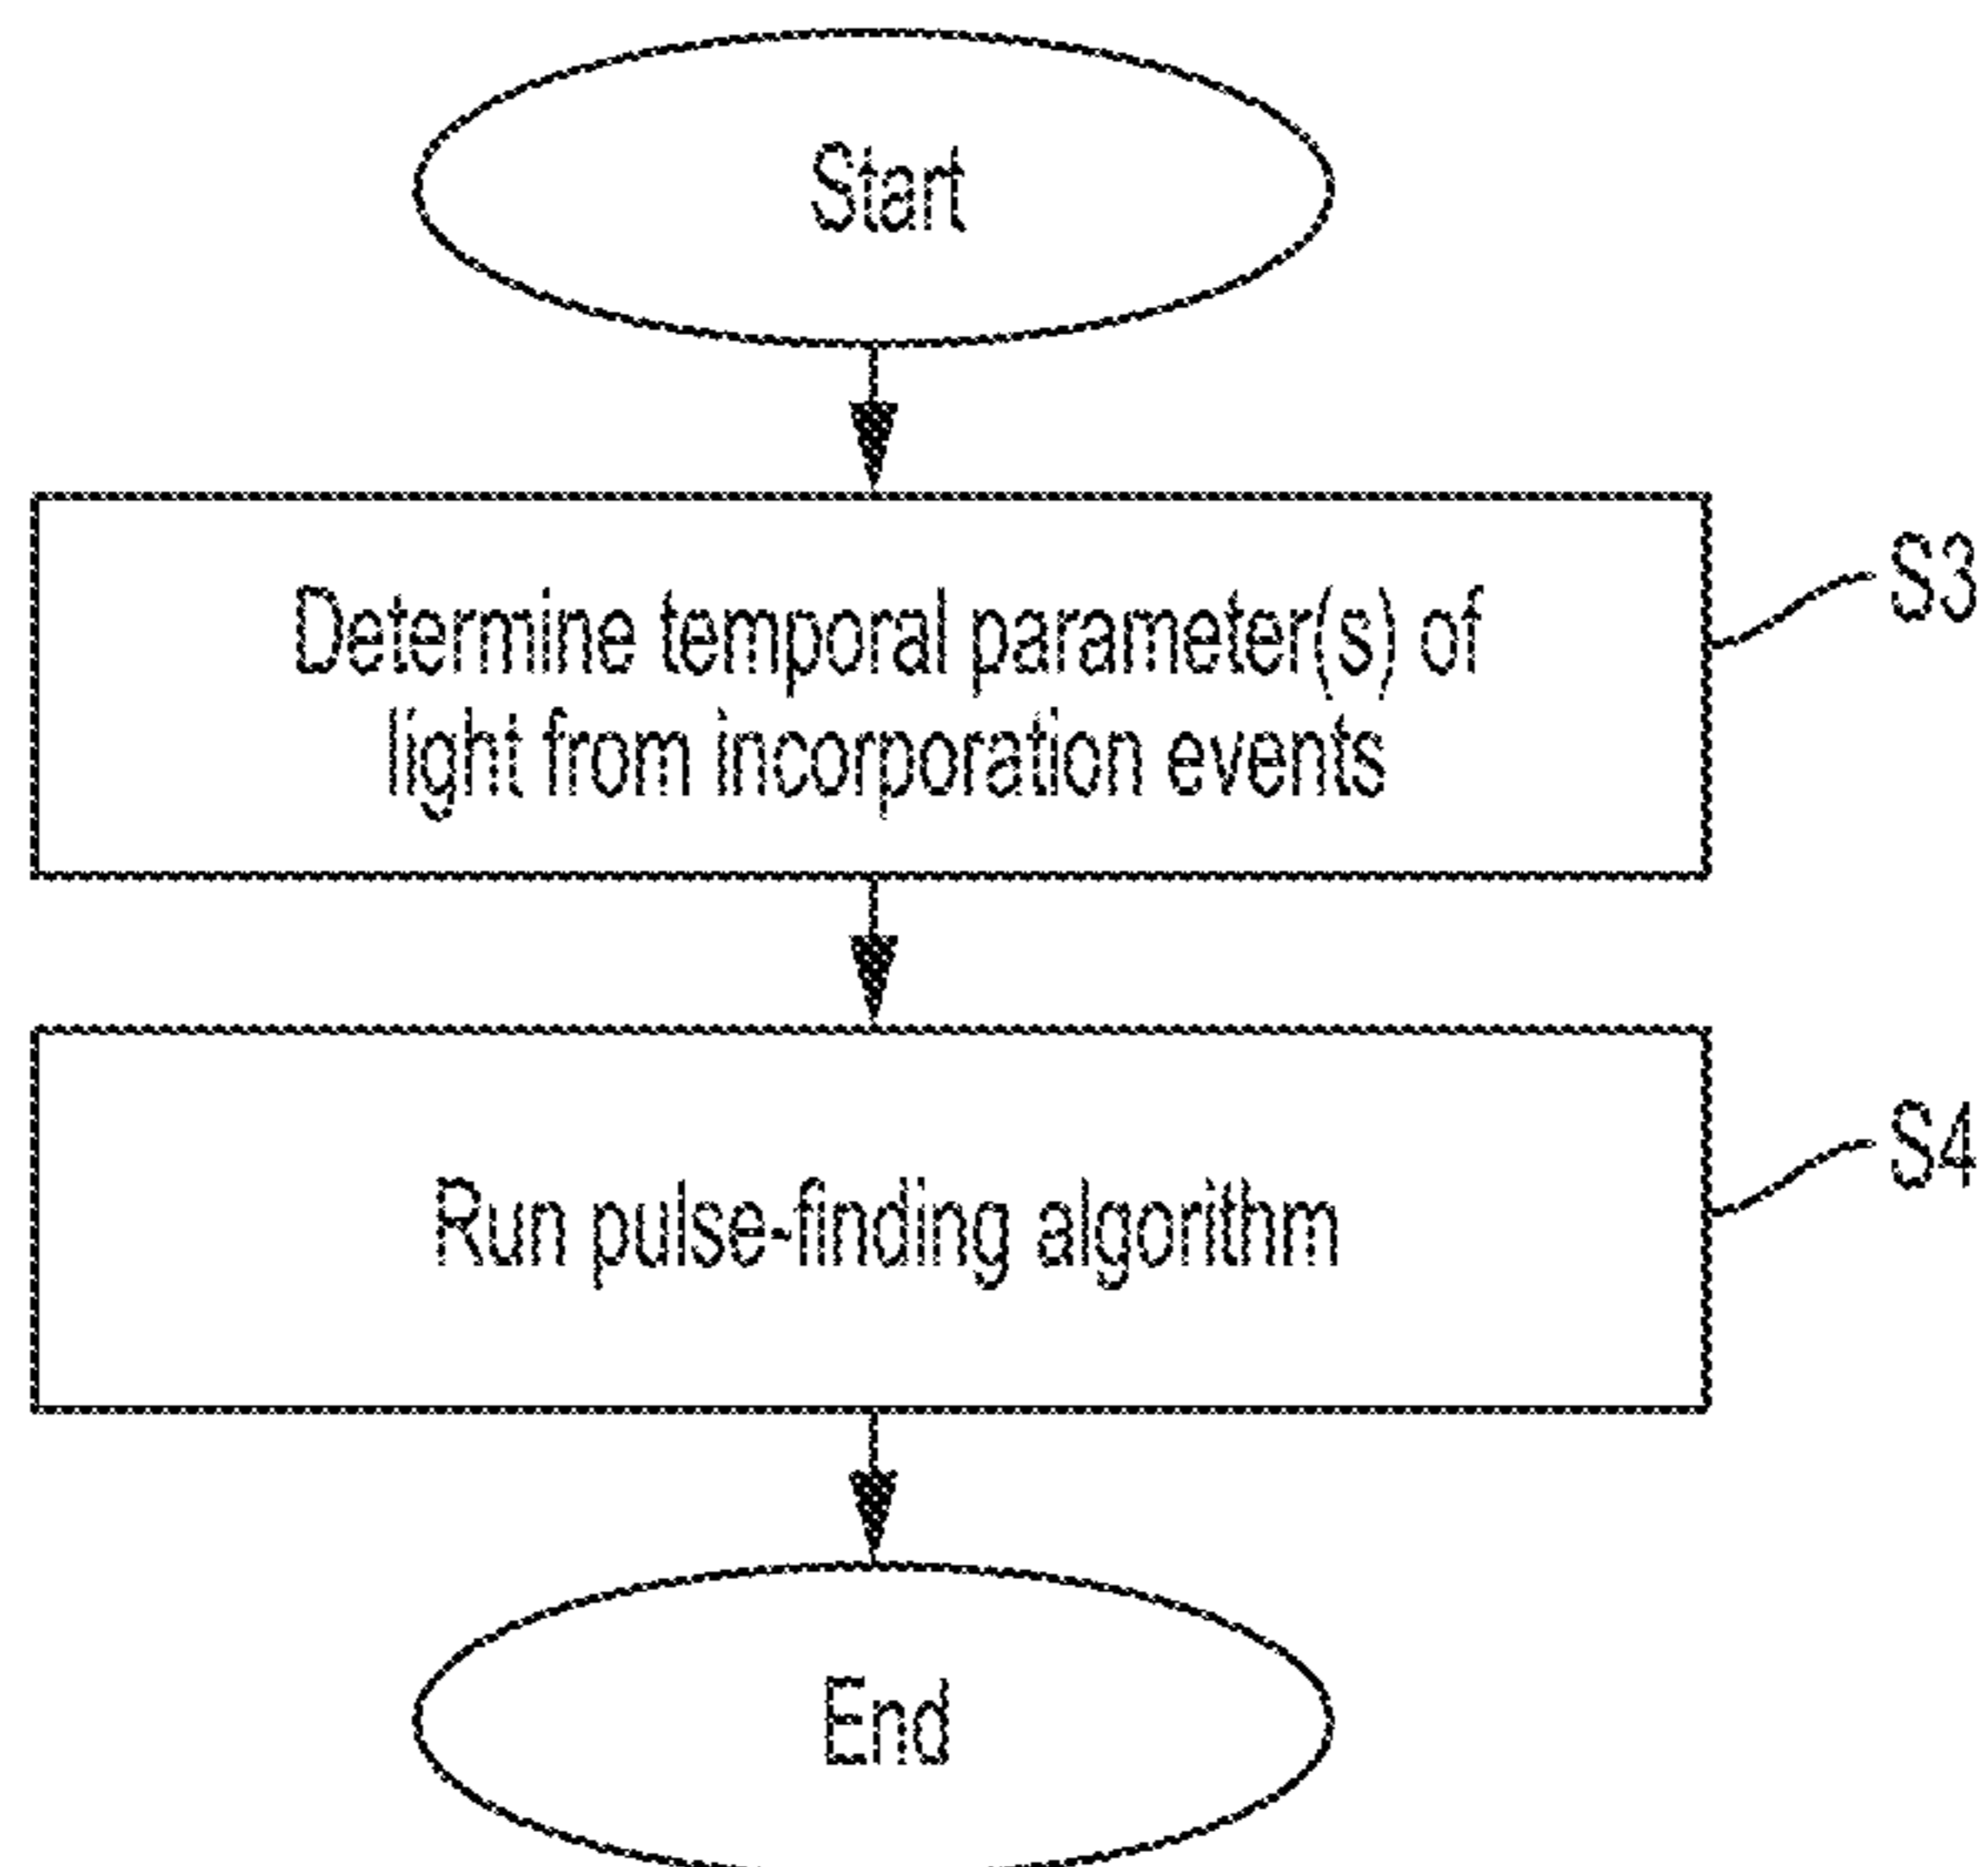 Start
S3
Determine temporal parameter(s) of
light from incorporation events
S4
Run pulse-finding algorithm
End